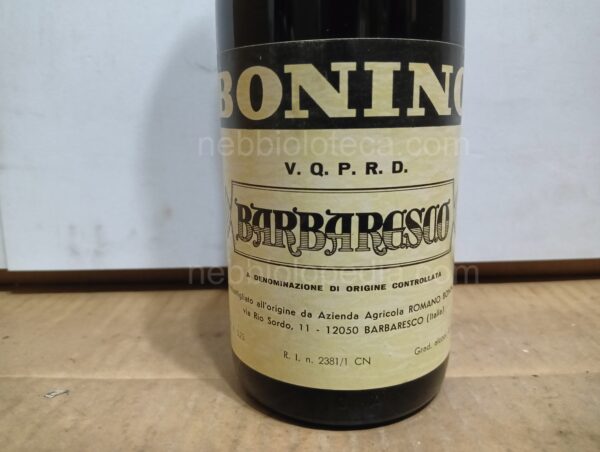 BONINO
nebbioloteca.com
V. Q. P. R. D.
BARBARESCO
A DENOMINAZIONE DI ORIGINE CONTROLLATA
nebbiolopedia.com
all'origine da Azienda Agricola ROMANO
via Rio Sordo, 11 - 12050 BARBARESCO (Italia)
R. I. n. 2381/1 CN
Grad.